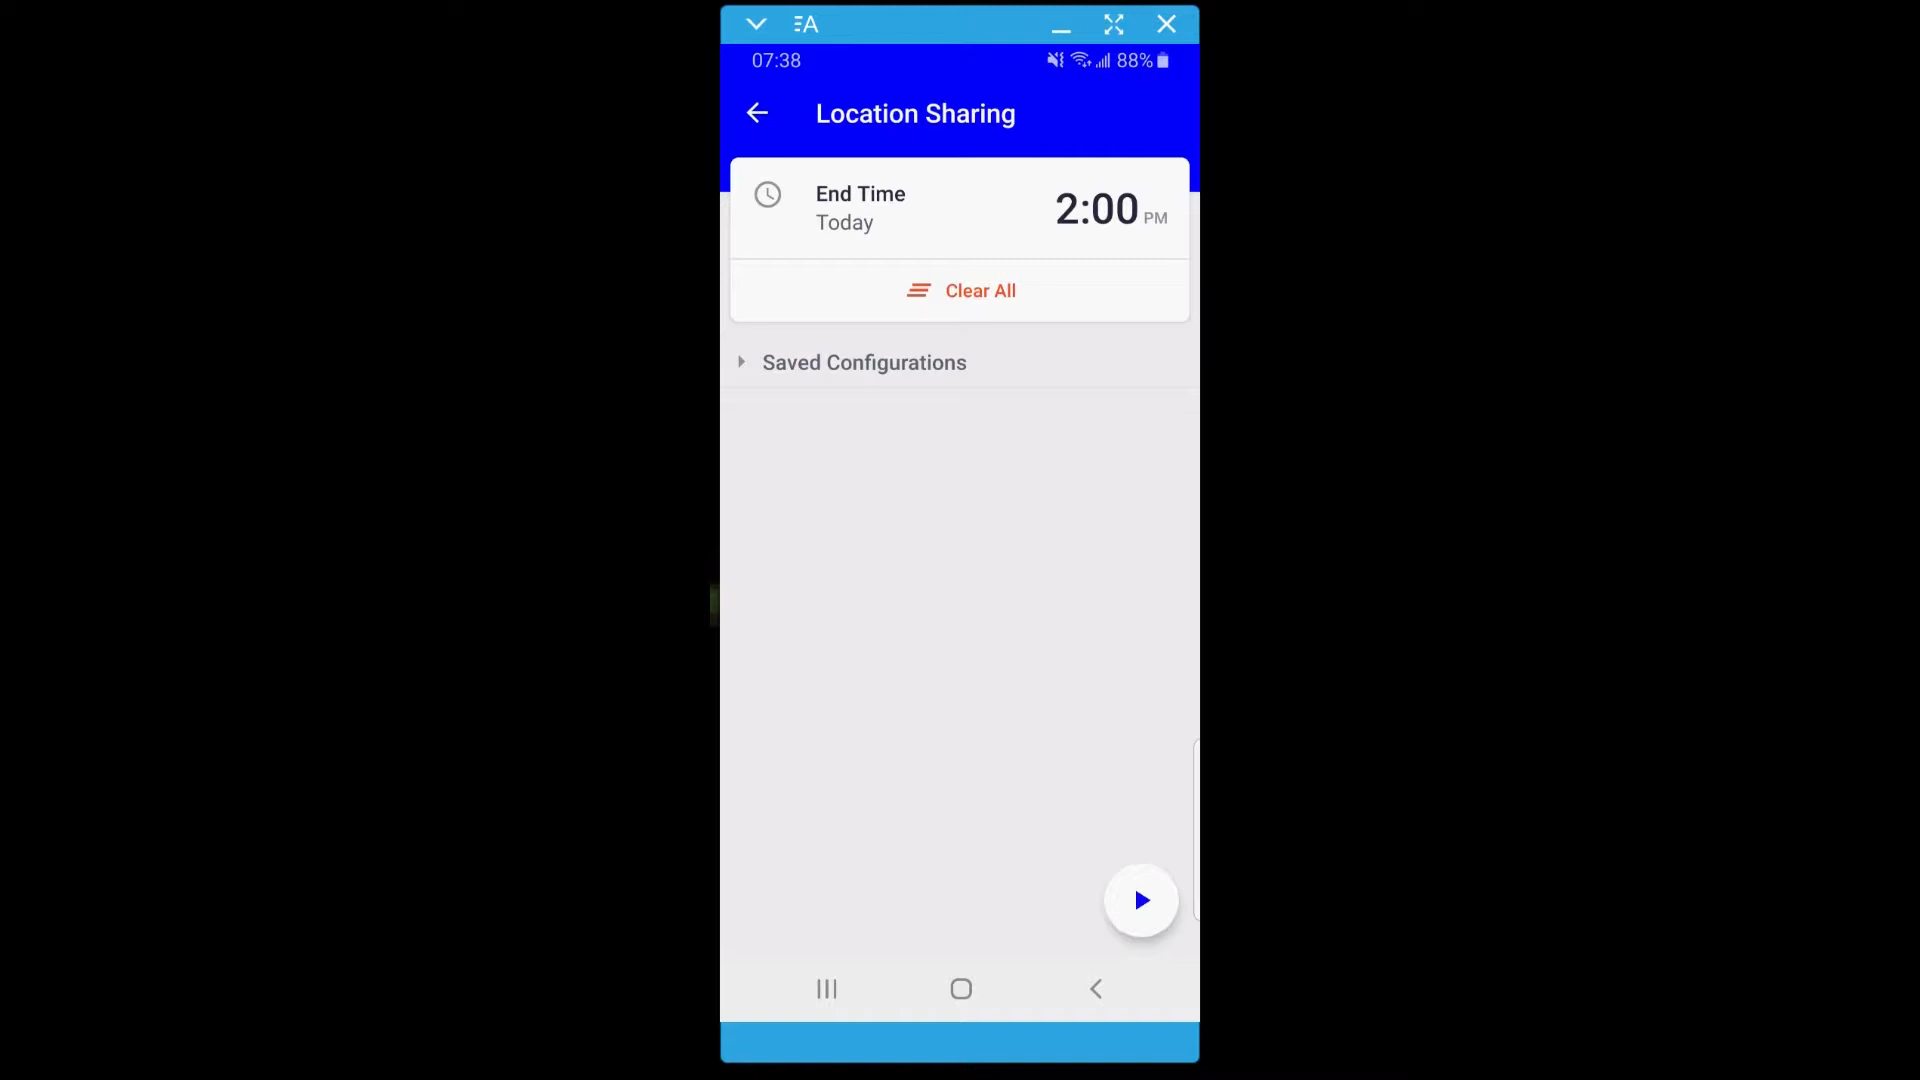 A
07:38
88%
Location Sharing
End Time
Today
2:00 PM
Clear All
Saved Configurations